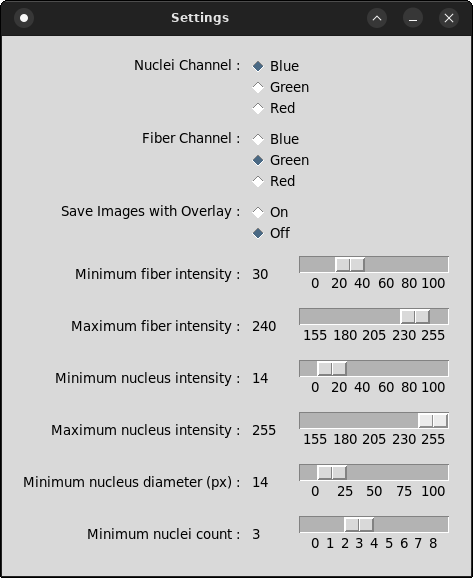 Settings
Nuclei Channel : Blue
Green
Red
Fiber Channel : Blue
Green
Red
Save Images with Overlay : On
Off
Minimum fiber intensity : 30
0 20 40 60 80 100
Maximum fiber intensity : 240
155 180 205 230 255
Minimum nucleus intensity : 14
0 20 40 60 80 100
Maximum nucleus intensity : 255
155 180 205 230 255
Minimum nucleus diameter (px) : 14
0 25 50 75 100
Minimum nuclei count : 3
0 1 2 3 4 5 6 7 8